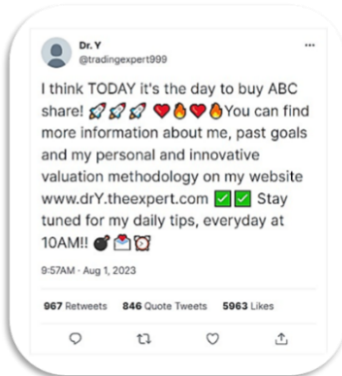 Dr. Y
@tradingexpert999
I think TODAY it's the day to buy ABC
share! 🚀🚀🚀 ❤️🔥❤️🔥You can find
more information about me, past goals
and my personal and innovative
valuation methodology on my website
www.drY.theexpert.com ✅✅ Stay
tuned for my daily tips, everyday at
10AM!! 💣📩⏰
9:57AM · Aug 1, 2023
967 Retweets 846 Quote Tweets 5963 Likes